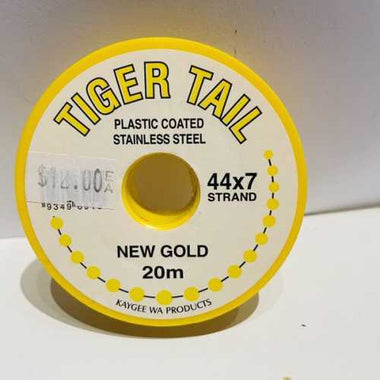 TIGER TAIL
PLASTIC COATED
STAINLESS STEEL
44x7
STRAND
NEW GOLD
20m
KAYGEE WA PRODUCTS